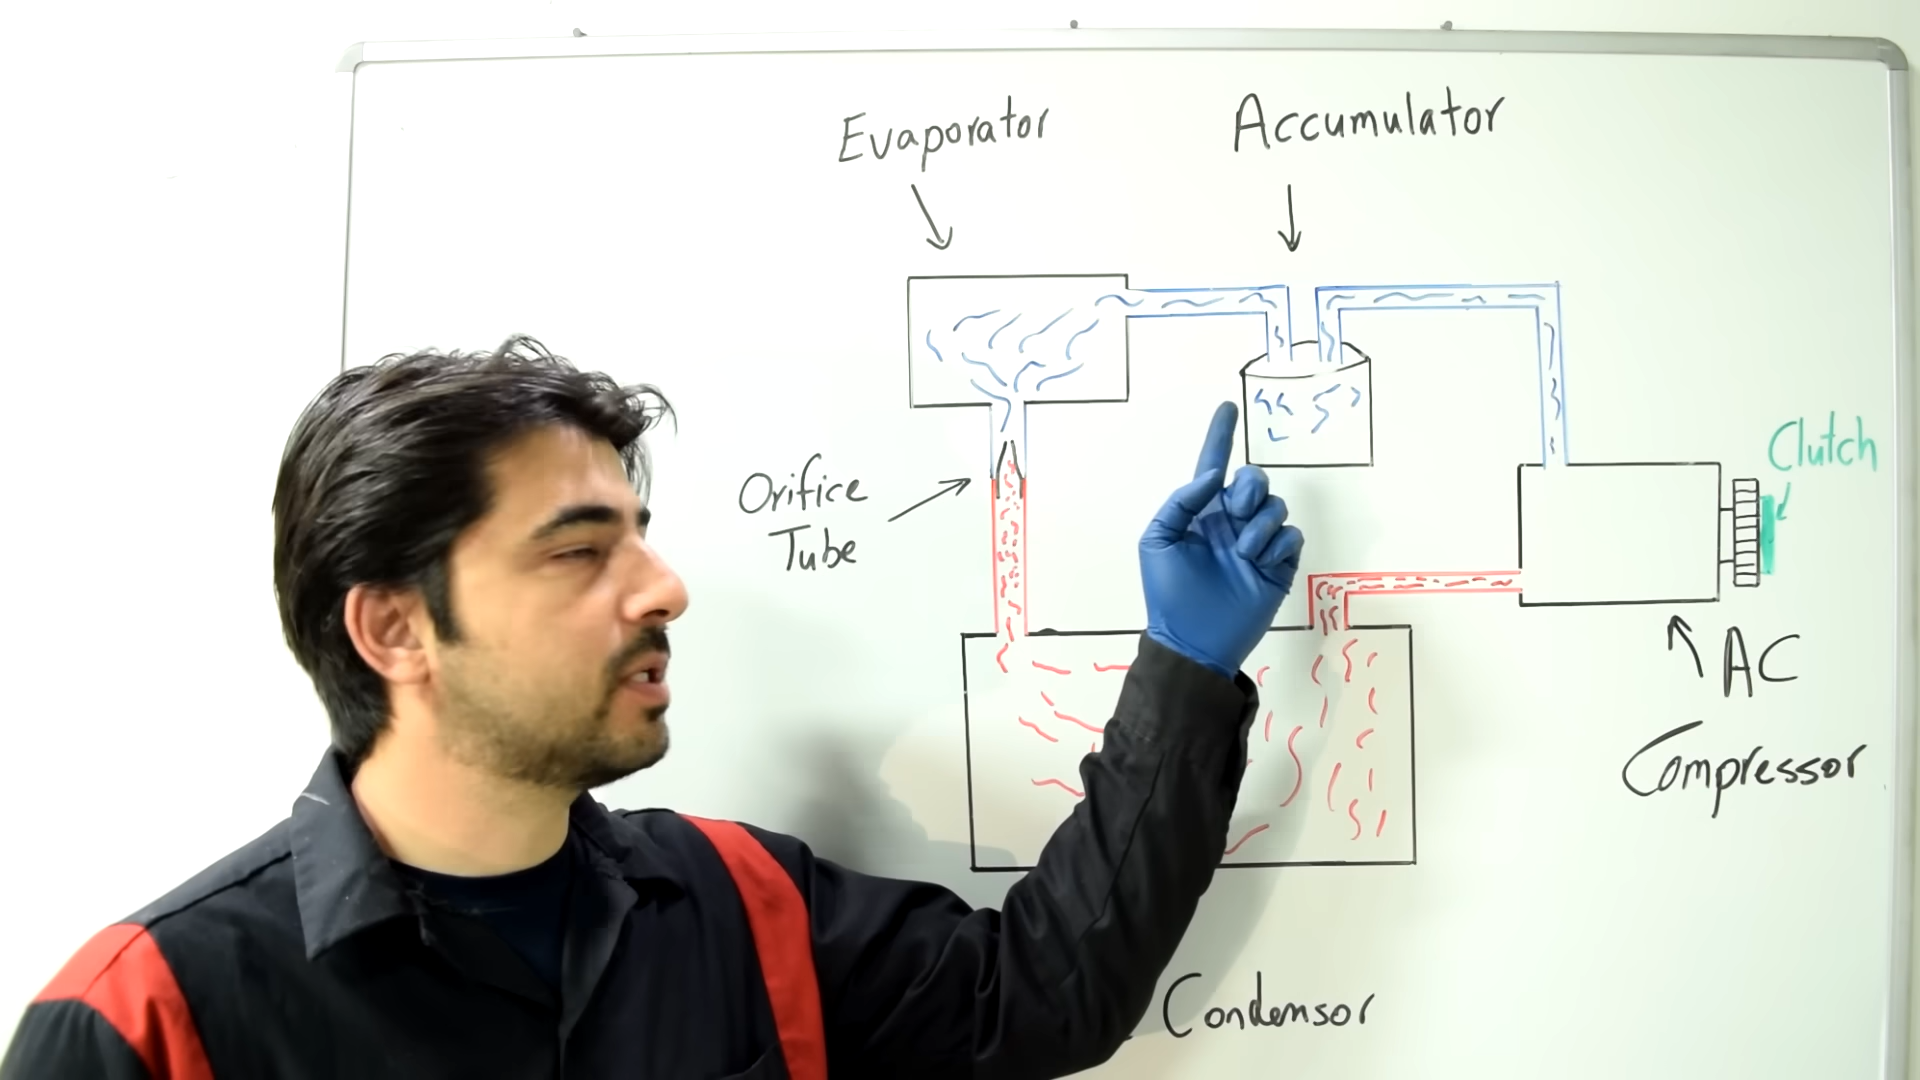 Evaporator
Accumulator
Orifice
Tube
Clutch
AC
Compressor
Condensor